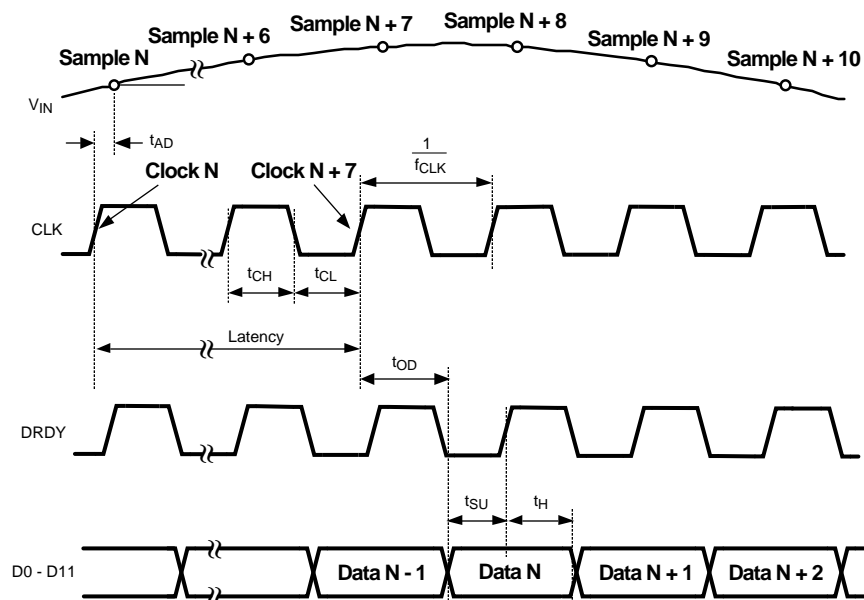 Sample N
Sample N + 6
Sample N + 7
Sample N + 8
Sample N + 9
Sample N + 10
VIN
tAD
Clock N
Clock N + 7
1
fCLK
CLK
tCH
tCL
Latency
tOD
DRDY
tSU
tH
D0 - D11
Data N - 1
Data N
Data N + 1
Data N + 2